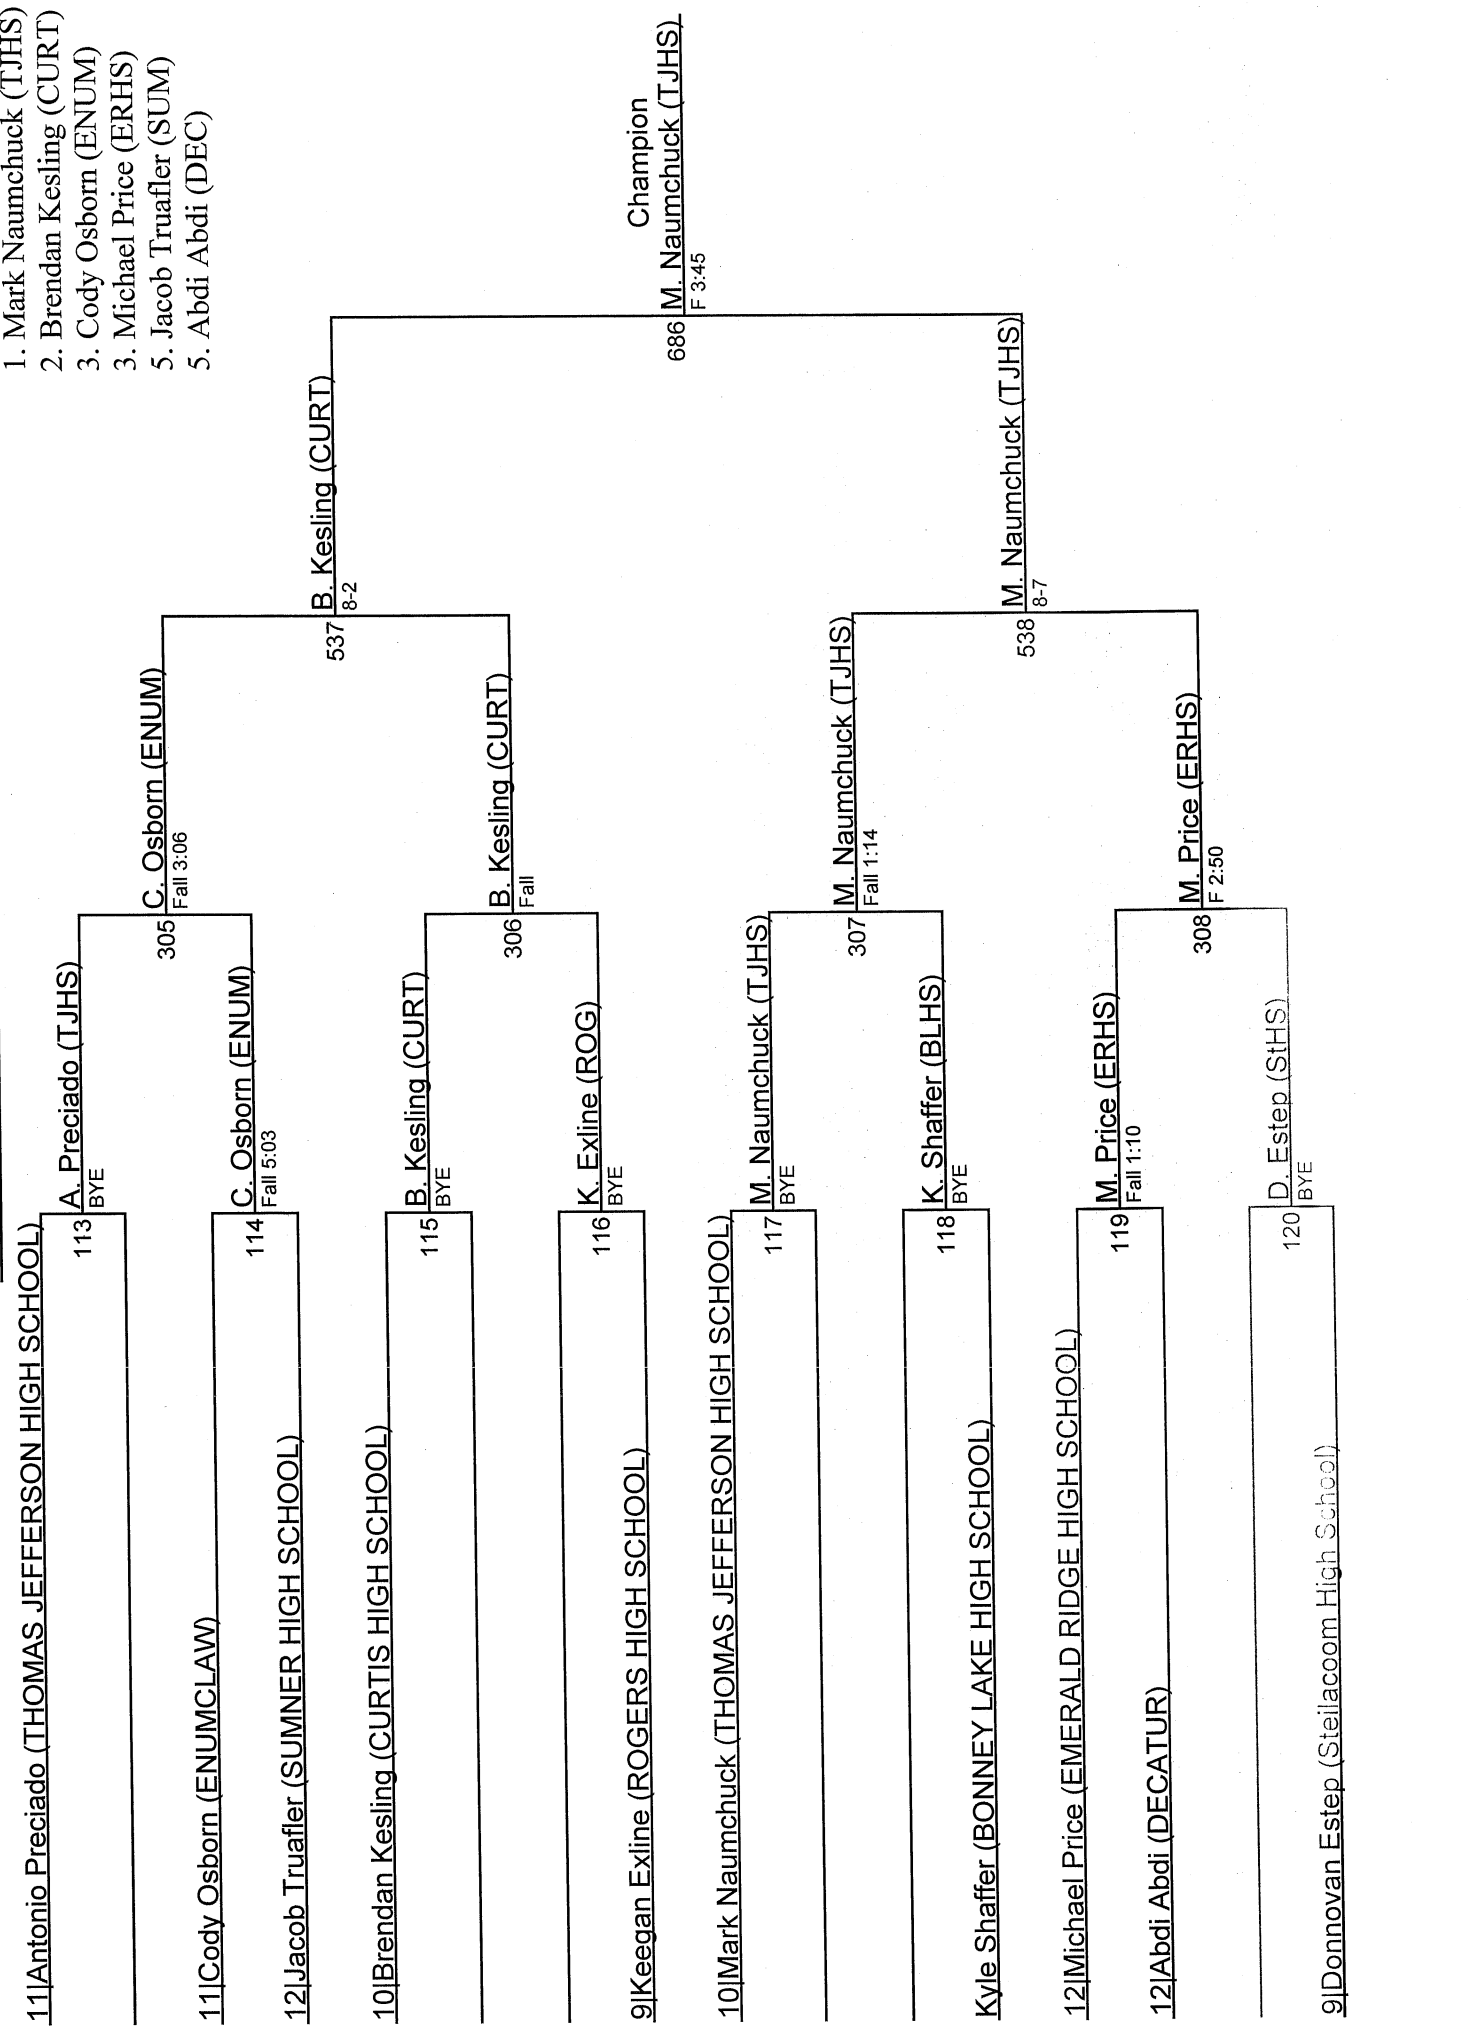 1. Mark Naumchuck (TJHS)
2. Brendan Kesling (CURT)
3. Cody Osborn (ENUM)
3. Michael Price (ERHS)
5. Jacob Truafler (SUM)
5. Abdi Abdi (DEC)
11|Antonio Preciado (THOMAS JEFFERSON HIGH SCHOOL)
11|Cody Osborn (ENUMCLAW)
12|Jacob Truafler (SUMNER HIGH SCHOOL)
10|Brendan Kesling (CURTIS HIGH SCHOOL)
9|Keegan Exline (ROGERS HIGH SCHOOL)
10|Mark Naumchuck (THOMAS JEFFERSON HIGH SCHOOL)
Kyle Shaffer (BONNEY LAKE HIGH SCHOOL)
12|Michael Price (EMERALD RIDGE HIGH SCHOOL)
12|Abdi Abdi (DECATUR)
9|Donnovan Estep (Steilacoom High School)
113
A. Preciado (TJHS)
BYE
114
C. Osborn (ENUM)
Fall 5:03
115
B. Kesling (CURT)
BYE
116
K. Exline (ROG)
BYE
117
M. Naumchuck (TJHS)
BYE
118
K. Shaffer (BLHS)
BYE
119
M. Price (ERHS)
Fall 1:10
120
D. Estep (StHS)
BYE
305
C. Osborn (ENUM)
Fall 3:06
306
B. Kesling (CURT)
Fall
307
M. Naumchuck (TJHS)
Fall 1:14
308
M. Price (ERHS)
F 2:50
537
B. Kesling (CURT)
8-2
538
M. Naumchuck (TJHS)
8-7
686
Champion
M. Naumchuck (TJHS)
F 3:45